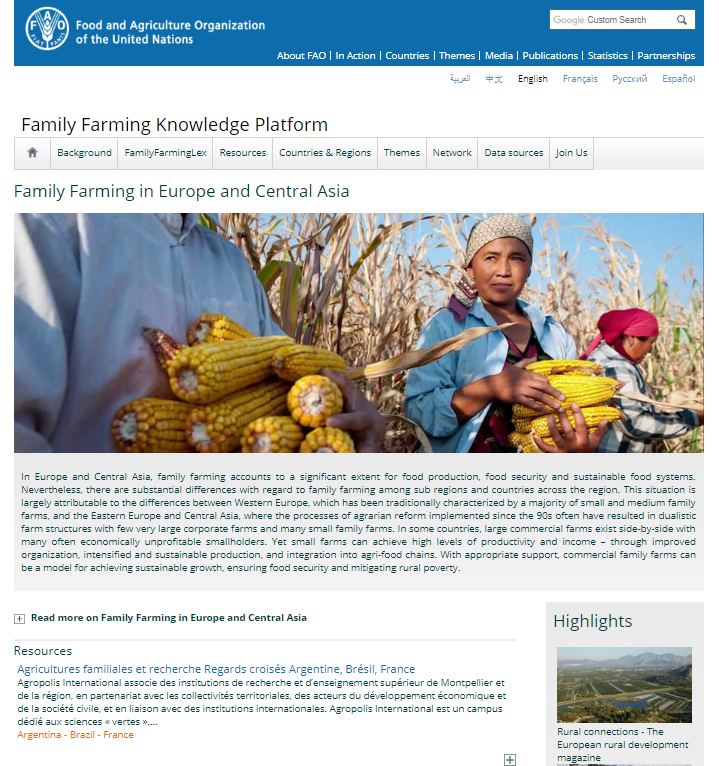 Food and Agriculture Organization
of the United Nations
FAO
FIAT PANIS
Google Custom Search
About FAO | In Action | Countries | Themes | Media | Publications | Statistics | Partnerships
العربية 中文 English Français Русский Español
Family Farming Knowledge Platform
Background FamilyFarmingLex Resources Countries & Regions Themes Network Data sources Join Us
Family Farming in Europe and Central Asia
In Europe and Central Asia, family farming accounts to a significant extent for food production, food security and sustainable food systems.
Nevertheless, there are substantial differences with regard to family farming among sub regions and countries across the region. This situation is
largely attributable to the differences between Western Europe, which has been traditionally characterized by a majority of small and medium family
farms, and the Eastern Europe and Central Asia, where the processes of agrarian reform implemented since the 90s often have resulted in dualistic
farm structures with few very large corporate farms and many small family farms. In some countries, large commercial farms exist side-by-side with
many often economically unprofitable smallholders. Yet small farms can achieve high levels of productivity and income – through improved
organization, intensified and sustainable production, and integration into agri-food chains. With appropriate support, commercial family farms can
be a model for achieving sustainable growth, ensuring food security and mitigating rural poverty.
Read more on Family Farming in Europe and Central Asia
Resources
Agricultures familiales et recherche Regards croisés Argentine, Brésil, France
Agropolis International associe des institutions de recherche et d'enseignement supérieur de Montpellier et
de la région, en partenariat avec les collectivités territoriales, des acteurs du développement économique et
de la société civile, et en liaison avec des institutions internationales. Agropolis International est un campus
dédié aux sciences « vertes »....
Argentina - Brazil - France
Highlights
Rural connections - The
European rural development
magazine